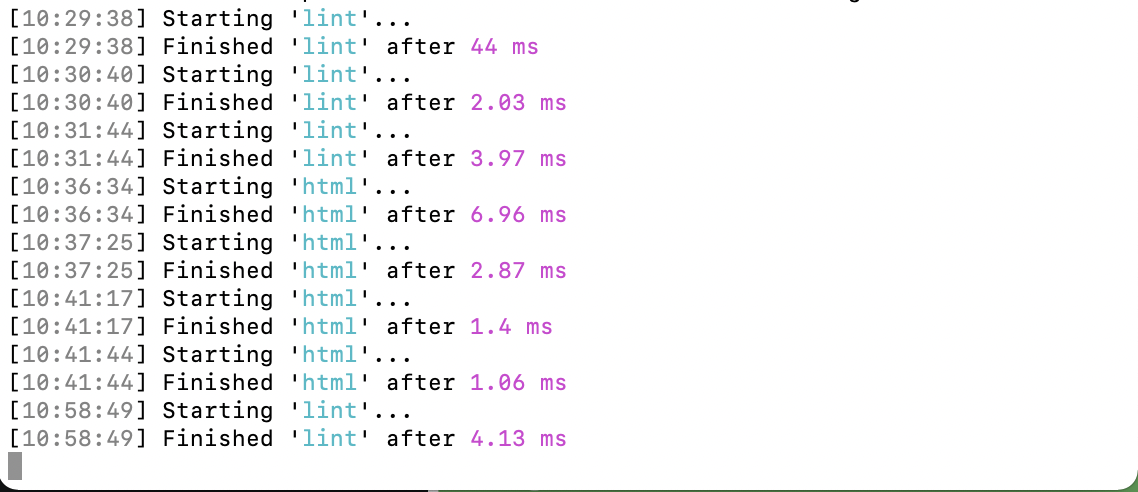 [10:29:38] Starting 'lint'...
[10:29:38] Finished 'lint' after 44 ms
[10:30:40] Starting 'lint'...
[10:30:40] Finished 'lint' after 2.03 ms
[10:31:44] Starting 'lint'...
[10:31:44] Finished 'lint' after 3.97 ms
[10:36:34] Starting 'html'...
[10:36:34] Finished 'html' after 6.96 ms
[10:37:25] Starting 'html'...
[10:37:25] Finished 'html' after 2.87 ms
[10:41:17] Starting 'html'...
[10:41:17] Finished 'html' after 1.4 ms
[10:41:44] Starting 'html'...
[10:41:44] Finished 'html' after 1.06 ms
[10:58:49] Starting 'lint'...
[10:58:49] Finished 'lint' after 4.13 ms